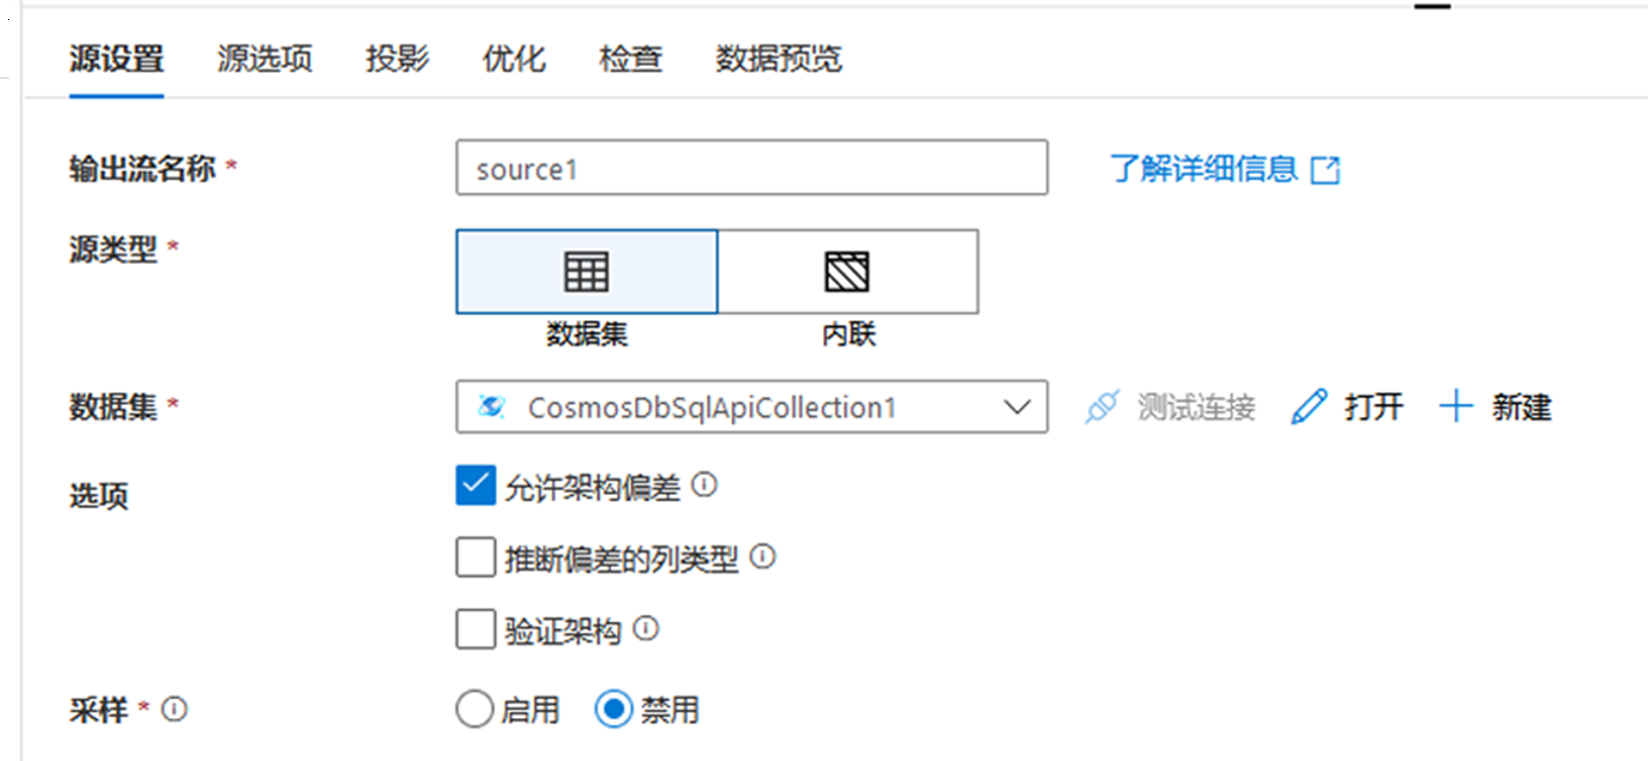 源设置 源选项 投影 优化 检查 数据预览
输出流名称 * source1 了解详细信息
源类型 *
数据集 内联
数据集 * CosmosDbSqlApiCollection1 测试连接 打开 新建
选项 允许架构偏差
推断偏差的列类型
验证架构
采样 * 启用 禁用